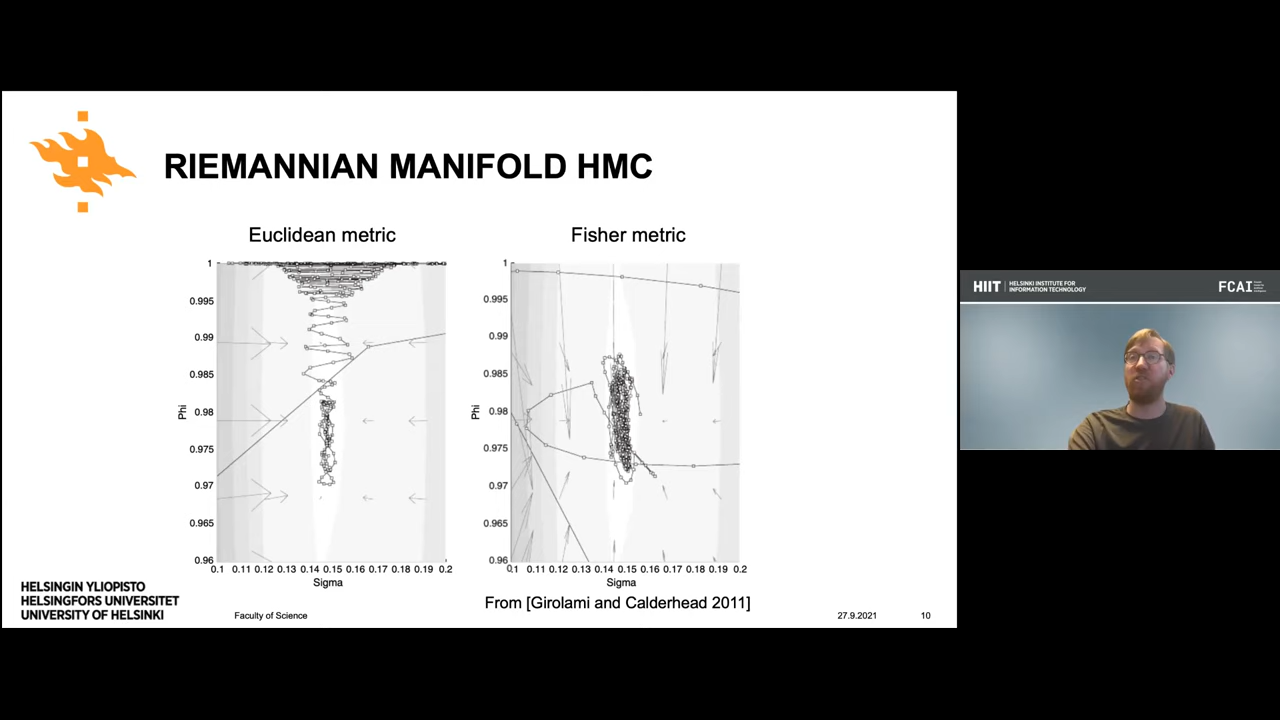 RIEMANNIAN MANIFOLD HMC
Euclidean metric
Fisher metric
1
0.995
0.99
0.985
0.98
0.975
0.97
0.965
0.96
Phi
0.1 0.11 0.12 0.13 0.14 0.15 0.16 0.17 0.18 0.19 0.2
Sigma
1
0.995
0.99
0.985
0.98
0.975
0.97
0.965
0.96
Phi
0.1 0.11 0.12 0.13 0.14 0.15 0.16 0.17 0.18 0.19 0.2
Sigma
From [Girolami and Calderhead 2011]
HELSINGIN YLIOPISTO
HELSINGFORS UNIVERSITET
UNIVERSITY OF HELSINKI
Faculty of Science
27.9.2021
10
HIIT
HELSINKI INSTITUTE FOR
INFORMATION TECHNOLOGY
FCAI